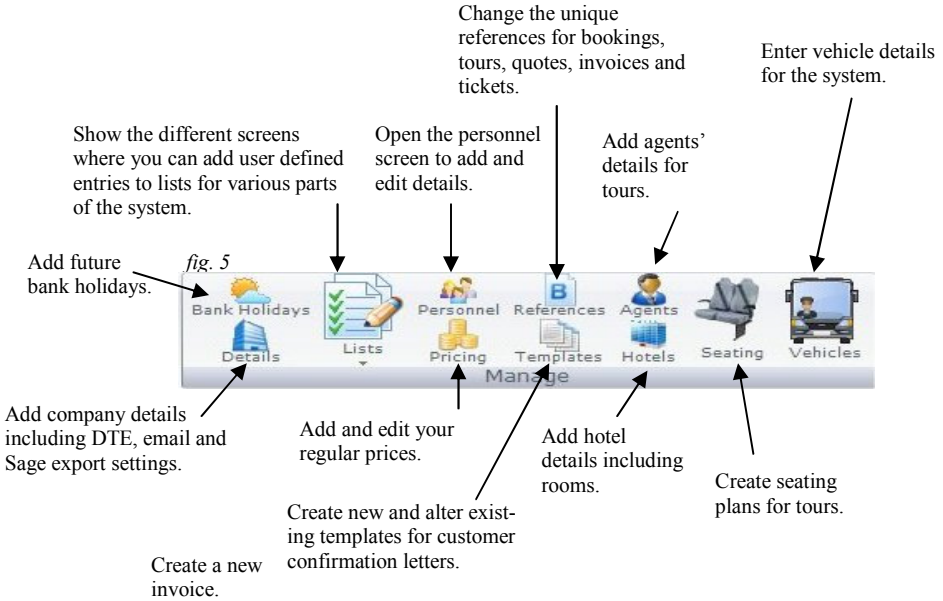 Change the unique
references for bookings,
tours, quotes, invoices and
tickets.
Enter vehicle details
for the system.
Show the different screens
where you can add user defined
entries to lists for various parts
of the system.
Open the personnel
screen to add and
edit details.
Add agents'
details for
tours.
Add future
bank holidays.
fig. 5
Bank Holidays
Details
Lists
Personnel
Pricing
B
References
Templates
Agents
Hotels
Seating
Vehicles
Manage
Add company details
including DTE, email and
Sage export settings.
Add and edit your
regular prices.
Add hotel
details including
rooms.
Create seating
plans for tours.
Create new and alter exist-
ing templates for customer
confirmation letters.
Create a new
invoice.